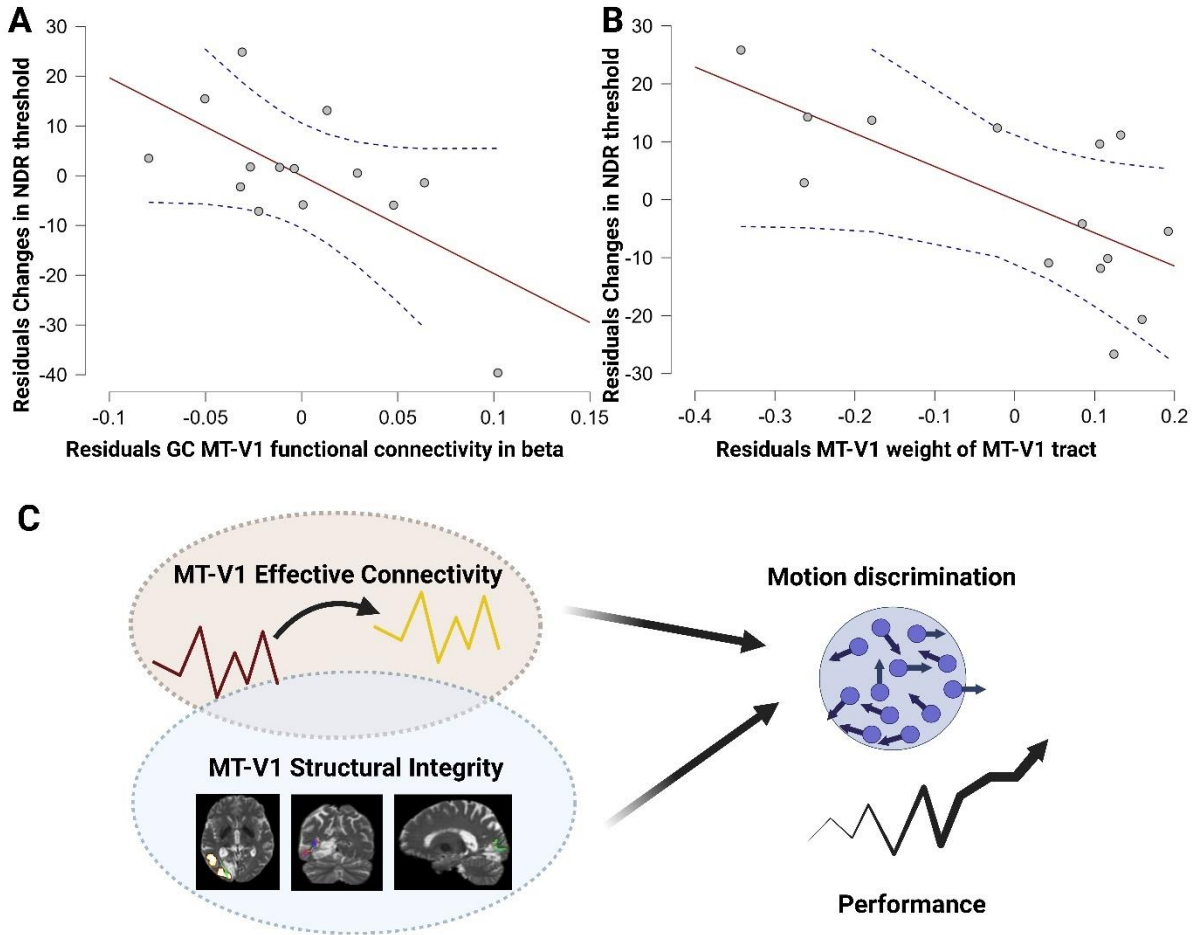 A
Residuals Changes in NDR threshold
30
20
10
0
-10
-20
-30
-40
-0.1 -0.05 0 0.05 0.1 0.15
Residuals GC MT-V1 functional connectivity in beta
B
Residuals Changes in NDR threshold
30
20
10
0
-10
-20
-30
-0.4 -0.3 -0.2 -0.1 0 0.1 0.2
Residuals MT-V1 weight of MT-V1 tract
C
MT-V1 Effective Connectivity
MT-V1 Structural Integrity
Motion discrimination
Performance